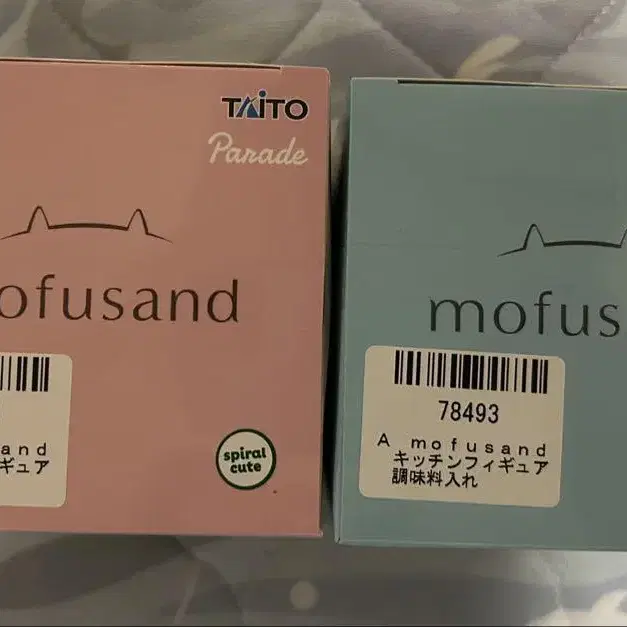 TAITO
Parade
ofusand
sand
ギュア
spiral
cute
mofus
78493
A mofusand
キッチンフィギュア
調味料入れ